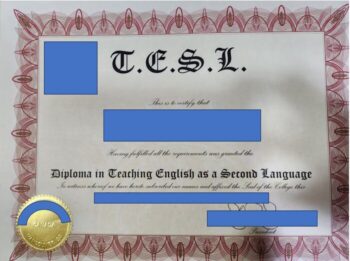 T.E.S.L.
This is to certify that
Having fulfilled all the requirements was granted the
Diploma in Teaching English as a Second Language
In witness whereof we have hereto subscribed our names and affixed the Seal of the College this